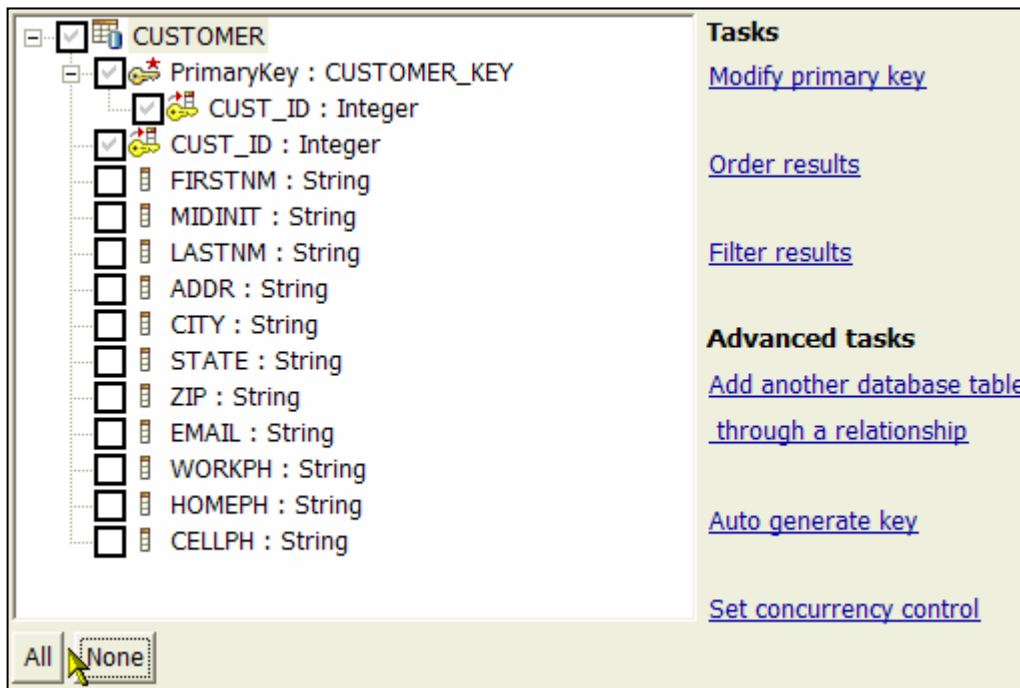 CUSTOMER
PrimaryKey : CUSTOMER_KEY
CUST_ID : Integer
CUST_ID : Integer
FIRSTNM : String
MIDINIT : String
LASTNM : String
ADDR : String
CITY : String
STATE : String
ZIP : String
EMAIL : String
WORKPH : String
HOMEPH : String
CELLPH : String
All None
Tasks
Modify primary key
Order results
Filter results
Advanced tasks
Add another database table
through a relationship
Auto generate key
Set concurrency control